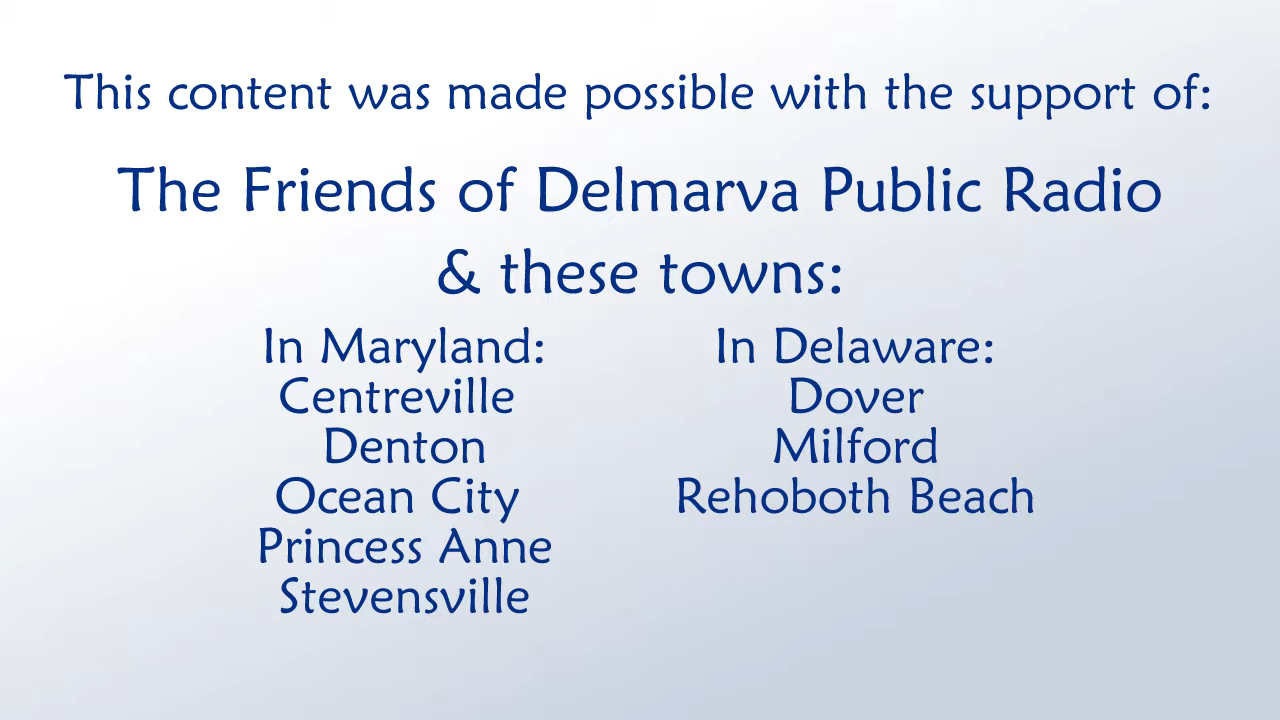 This content was made possible with the support of:
The Friends of Delmarva Public Radio
& these towns:
In Maryland:
Centreville
Denton
Ocean City
Princess Anne
Stevensville
In Delaware:
Dover
Milford
Rehoboth Beach